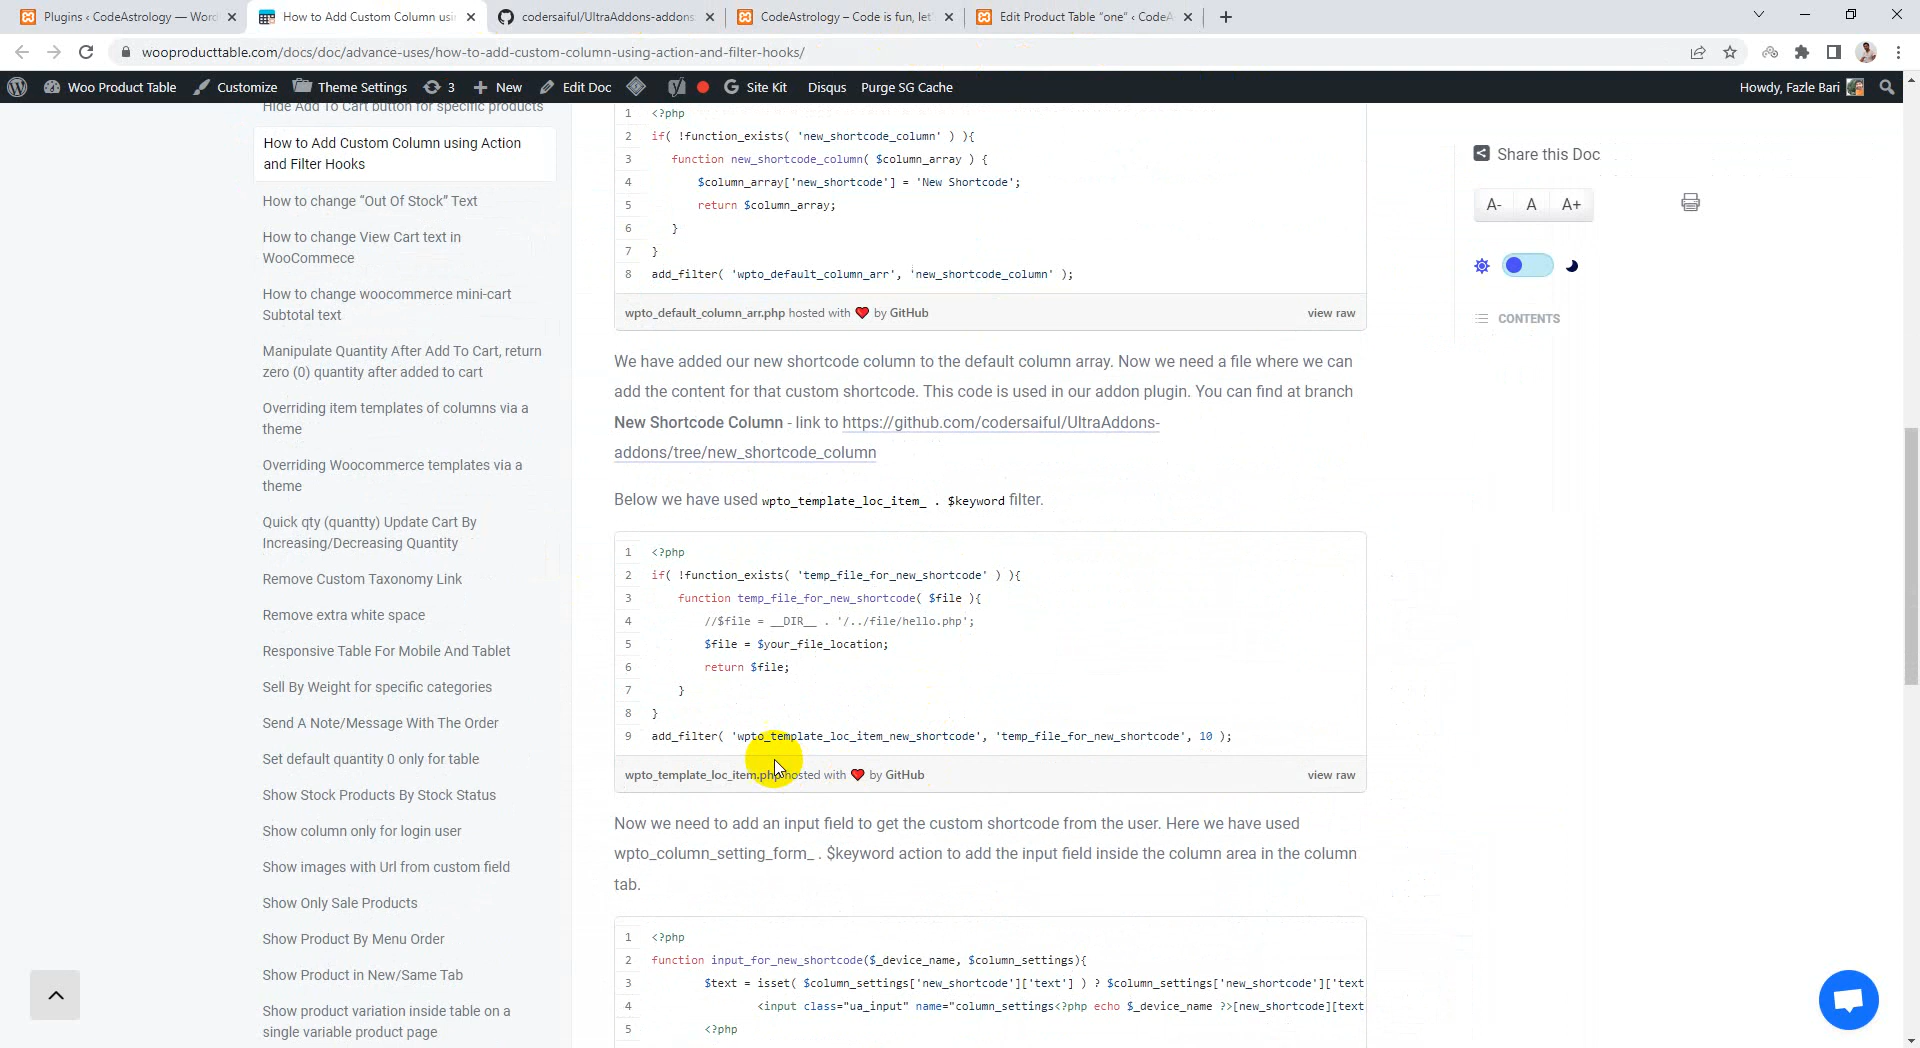 Plugins ‹ CodeAstrology — Word
How to Add Custom Column usin
codersaiful/UltraAddons-addons:
CodeAstrology – Code is fun, let'
Edit Product Table "one" ‹ CodeA
wooproducttable.com/docs/doc/advance-uses/how-to-add-custom-column-using-action-and-filter-hooks/
Woo Product Table
Customize
Theme Settings
3
New
Edit Doc
Site Kit
Disqus
Purge SG Cache
Howdy, Fazle Bari
Hide Add To Cart button for specific products
How to Add Custom Column using Action
and Filter Hooks
How to change “Out Of Stock” Text
How to change View Cart text in
WooCommece
How to change woocommerce mini-cart
Subtotal text
Manipulate Quantity After Add To Cart, return
zero (0) quantity after added to cart
Overriding item templates of columns via a
theme
Overriding Woocommerce templates via a
theme
Quick qty (quantty) Update Cart By
Increasing/Decreasing Quantity
Remove Custom Taxonomy Link
Remove extra white space
Responsive Table For Mobile And Tablet
Sell By Weight for specific categories
Send A Note/Message With The Order
Set default quantity 0 only for table
Show Stock Products By Stock Status
Show column only for login user
Show images with Url from custom field
Show Only Sale Products
Show Product By Menu Order
Show Product in New/Same Tab
Show product variation inside table on a
single variable product page
1 <?php
2 if( !function_exists( 'new_shortcode_column' ) ){
3 function new_shortcode_column( $column_array ) {
4 $column_array['new_shortcode'] = 'New Shortcode';
5 return $column_array;
6 }
7 }
8 add_filter( 'wpto_default_column_arr', 'new_shortcode_column' );
wpto_default_column_arr.php hosted with ❤ by GitHub
view raw
We have added our new shortcode column to the default column array. Now we need a file where we can
add the content for that custom shortcode. This code is used in our addon plugin. You can find at branch
New Shortcode Column - link to https://github.com/codersaiful/UltraAddons-
addons/tree/new_shortcode_column
Below we have used wpto_template_loc_item_ . $keyword filter.
1 <?php
2 if( !function_exists( 'temp_file_for_new_shortcode' ) ){
3 function temp_file_for_new_shortcode( $file ){
4 //$file = __DIR__ . '/../file/hello.php';
5 $file = $your_file_location;
6 return $file;
7 }
8 }
9 add_filter( 'wpto_template_loc_item_new_shortcode', 'temp_file_for_new_shortcode', 10 );
wpto_template_loc_item.php hosted with ❤ by GitHub
view raw
Now we need to add an input field to get the custom shortcode from the user. Here we have used
wpto_column_setting_form_ . $keyword action to add the input field inside the column area in the column
tab.
1 <?php
2 function input_for_new_shortcode($_device_name, $column_settings){
3 $text = isset( $column_settings['new_shortcode']['text'] ) ? $column_settings['new_shortcode']['text
4 <input class="ua_input" name="column_settings<?php echo $_device_name ?>[new_shortcode][text
5 <?php
Share this Doc
A- A A+
CONTENTS